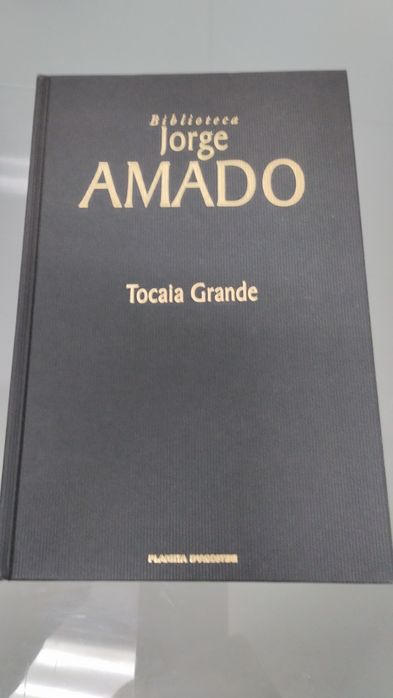 Biblioteca
Jorge
AMADO
Tocaia Grande
PLANETA DEAGOSTINI